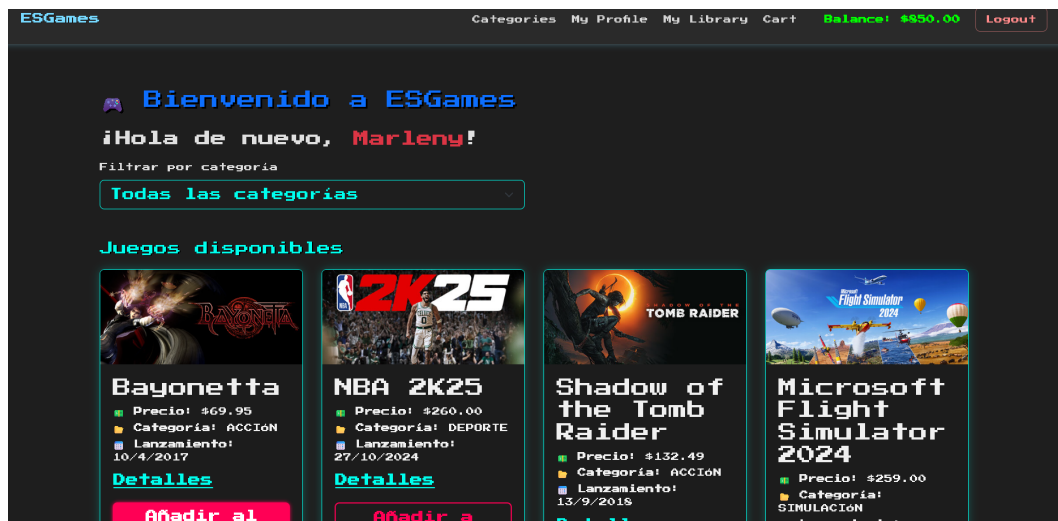 ESGames
Categories My Profile My Library Cart Balance: $850.00 Logout
Bienvenido a ESGames
¡Hola de nuevo, Marleny!
Filtrar por categoría
Todas las categorías
Juegos disponibles
BAYONETTA
Bayonetta
Precio: $69.95
Categoría: ACCIóN
Lanzamiento:
10/4/2017
Detalles
Añadir al
NBA
2K25
NBA 2K25
Precio: $260.00
Categoría: DEPORTE
Lanzamiento:
27/10/2024
Detalles
Añadir a
SHADOW OF THE
TOMB RAIDER
Shadow of
the Tomb
Raider
Precio: $132.49
Categoría: ACCIóN
Lanzamiento:
13/9/2018
Microsoft
Flight Simulator
2024
Microsoft
Flight
Simulator
2024
Precio: $259.00
Categoría:
SIMULACIóN